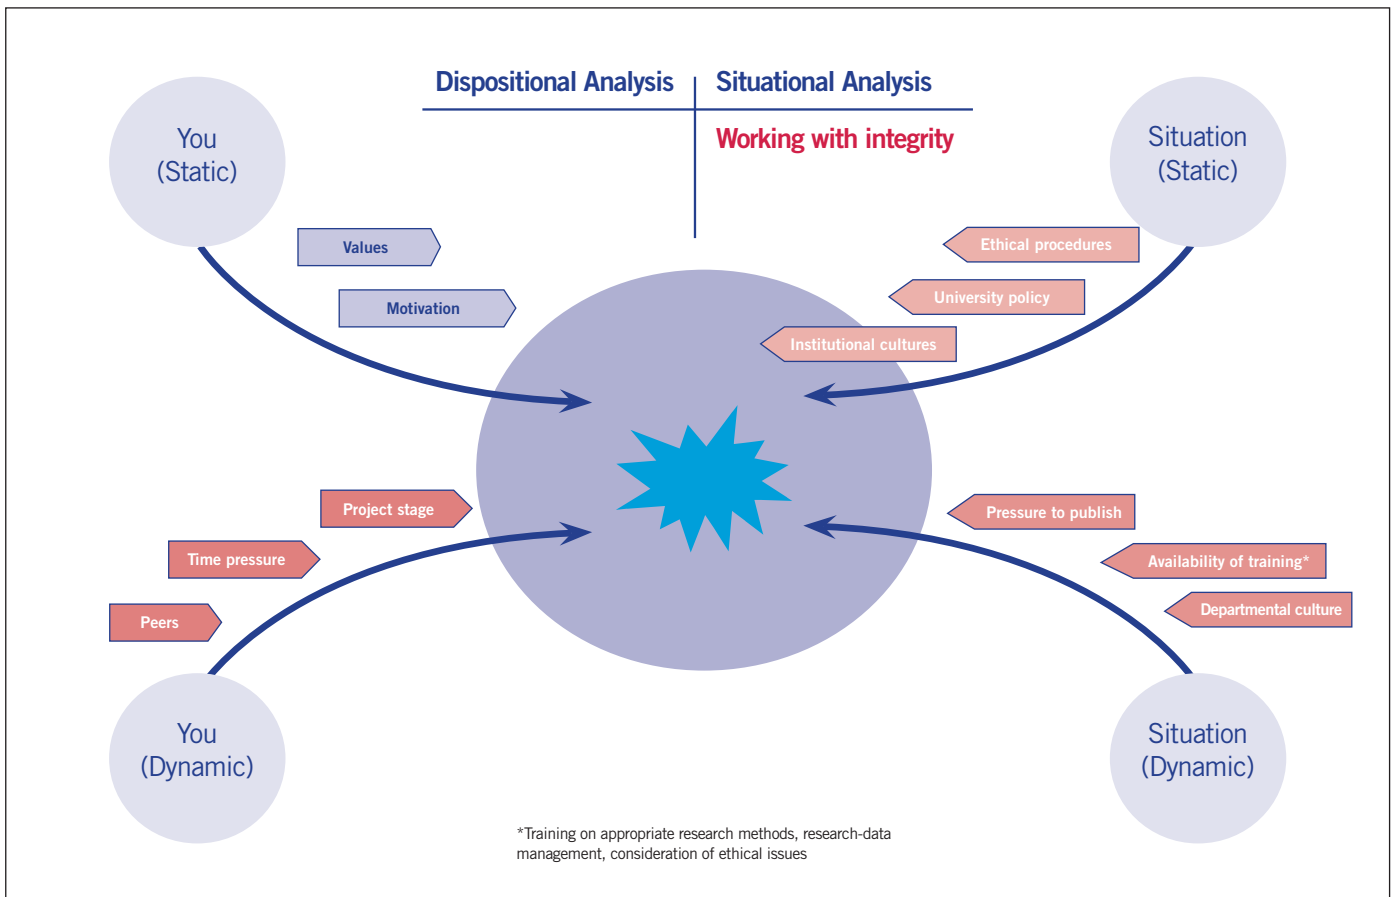 Dispositional Analysis
Situational Analysis
Working with integrity
You
(Static)
Situation
(Static)
Values
Motivation
Ethical procedures
University policy
Institutional cultures
Project stage
Time pressure
Peers
Pressure to publish
Availability of training*
Departmental culture
You
(Dynamic)
Situation
(Dynamic)
*Training on appropriate research methods, research-data
management, consideration of ethical issues